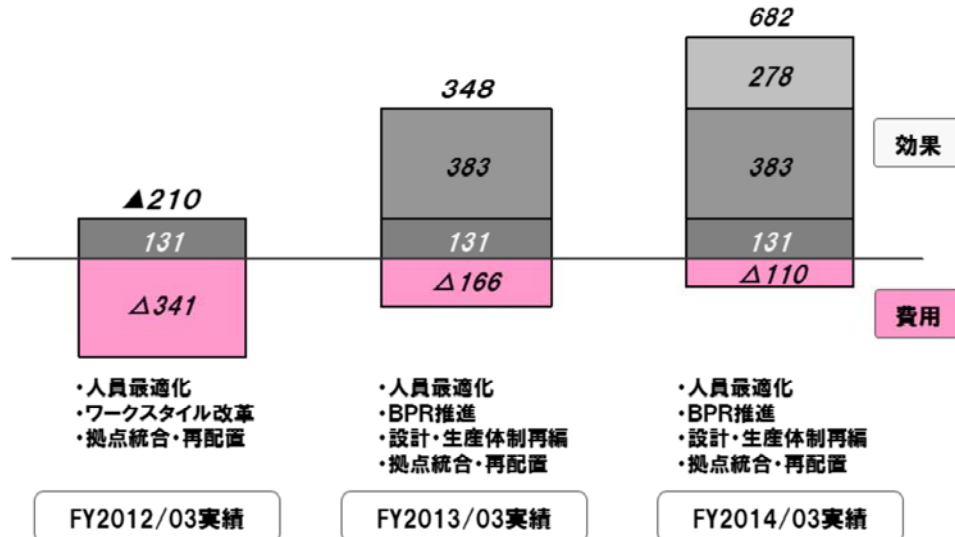 ▲210
131
△341
・人員最適化
・ワークスタイル改革
・拠点統合・再配置
FY2012/03実績
348
383
131
△166
・人員最適化
・BPR推進
・設計・生産体制再編
・拠点統合・再配置
FY2013/03実績
682
278
383
131
△110
・人員最適化
・BPR推進
・設計・生産体制再編
・拠点統合・再配置
FY2014/03実績
効果
費用